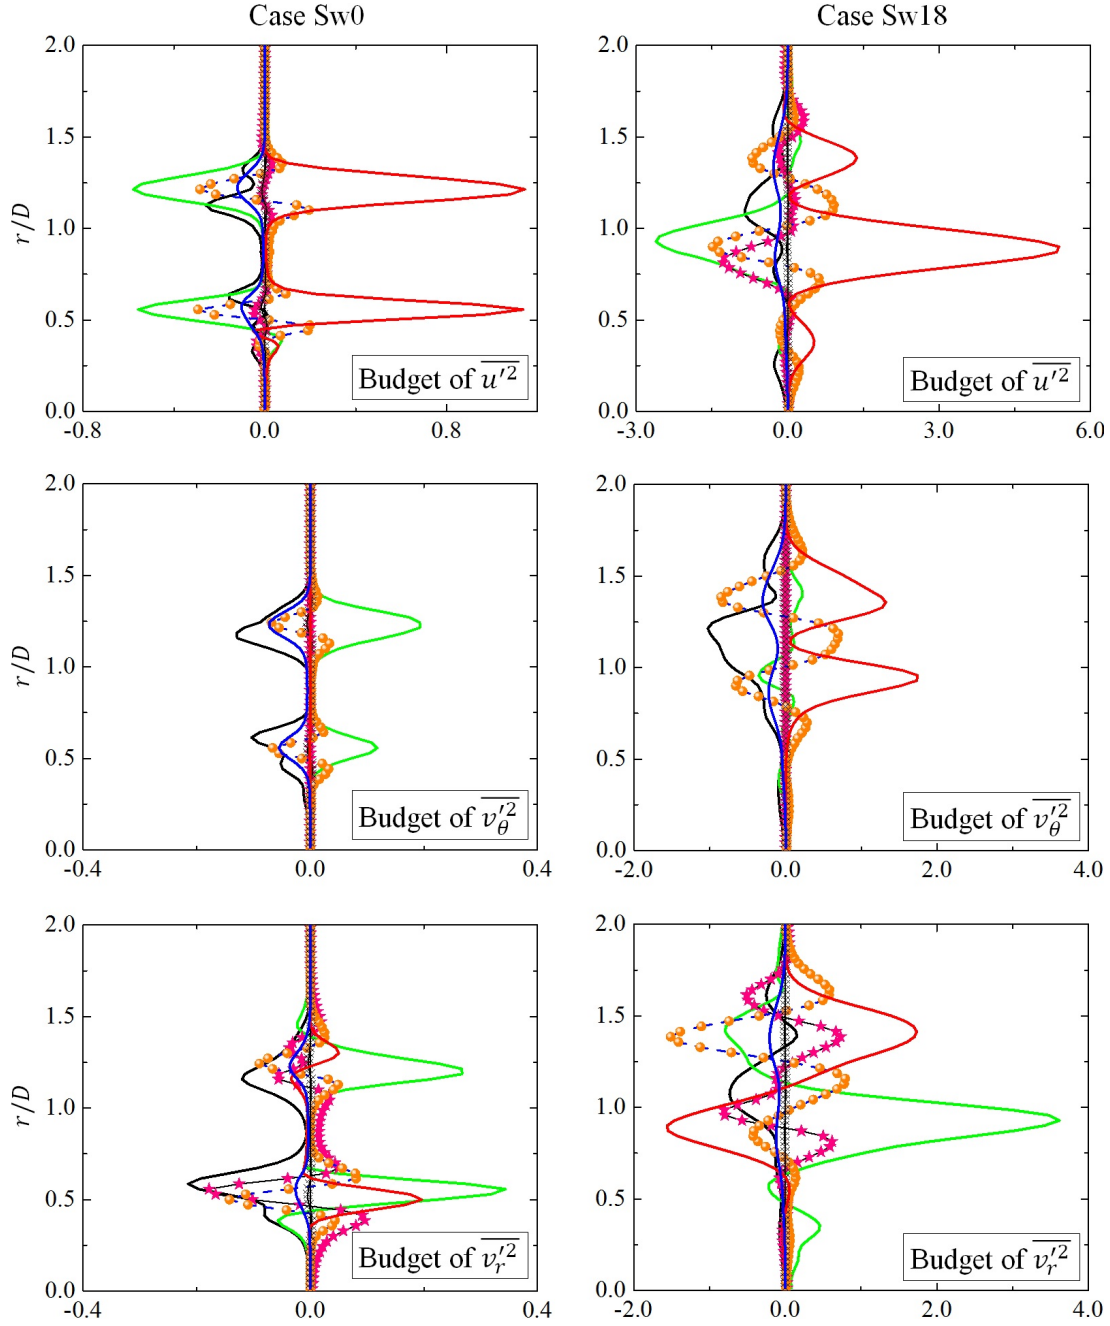 Case Sw0 Case Sw18
2.0 2.0
1.5 1.5
r/D 1.0 1.0
0.5 0.5
Budget of u′² Budget of u′²
0.0 0.0
-0.8 0.0 0.8 -3.0 0.0 3.0 6.0
2.0 2.0
1.5 1.5
r/D 1.0 1.0
0.5 0.5
Budget of v′θ² Budget of v′θ²
0.0 0.0
-0.4 0.0 0.4 -2.0 0.0 2.0 4.0
2.0 2.0
1.5 1.5
r/D 1.0 1.0
0.5 0.5
Budget of v′r² Budget of v′r²
0.0 0.0
-0.4 0.0 0.4 -2.0 0.0 2.0 4.0